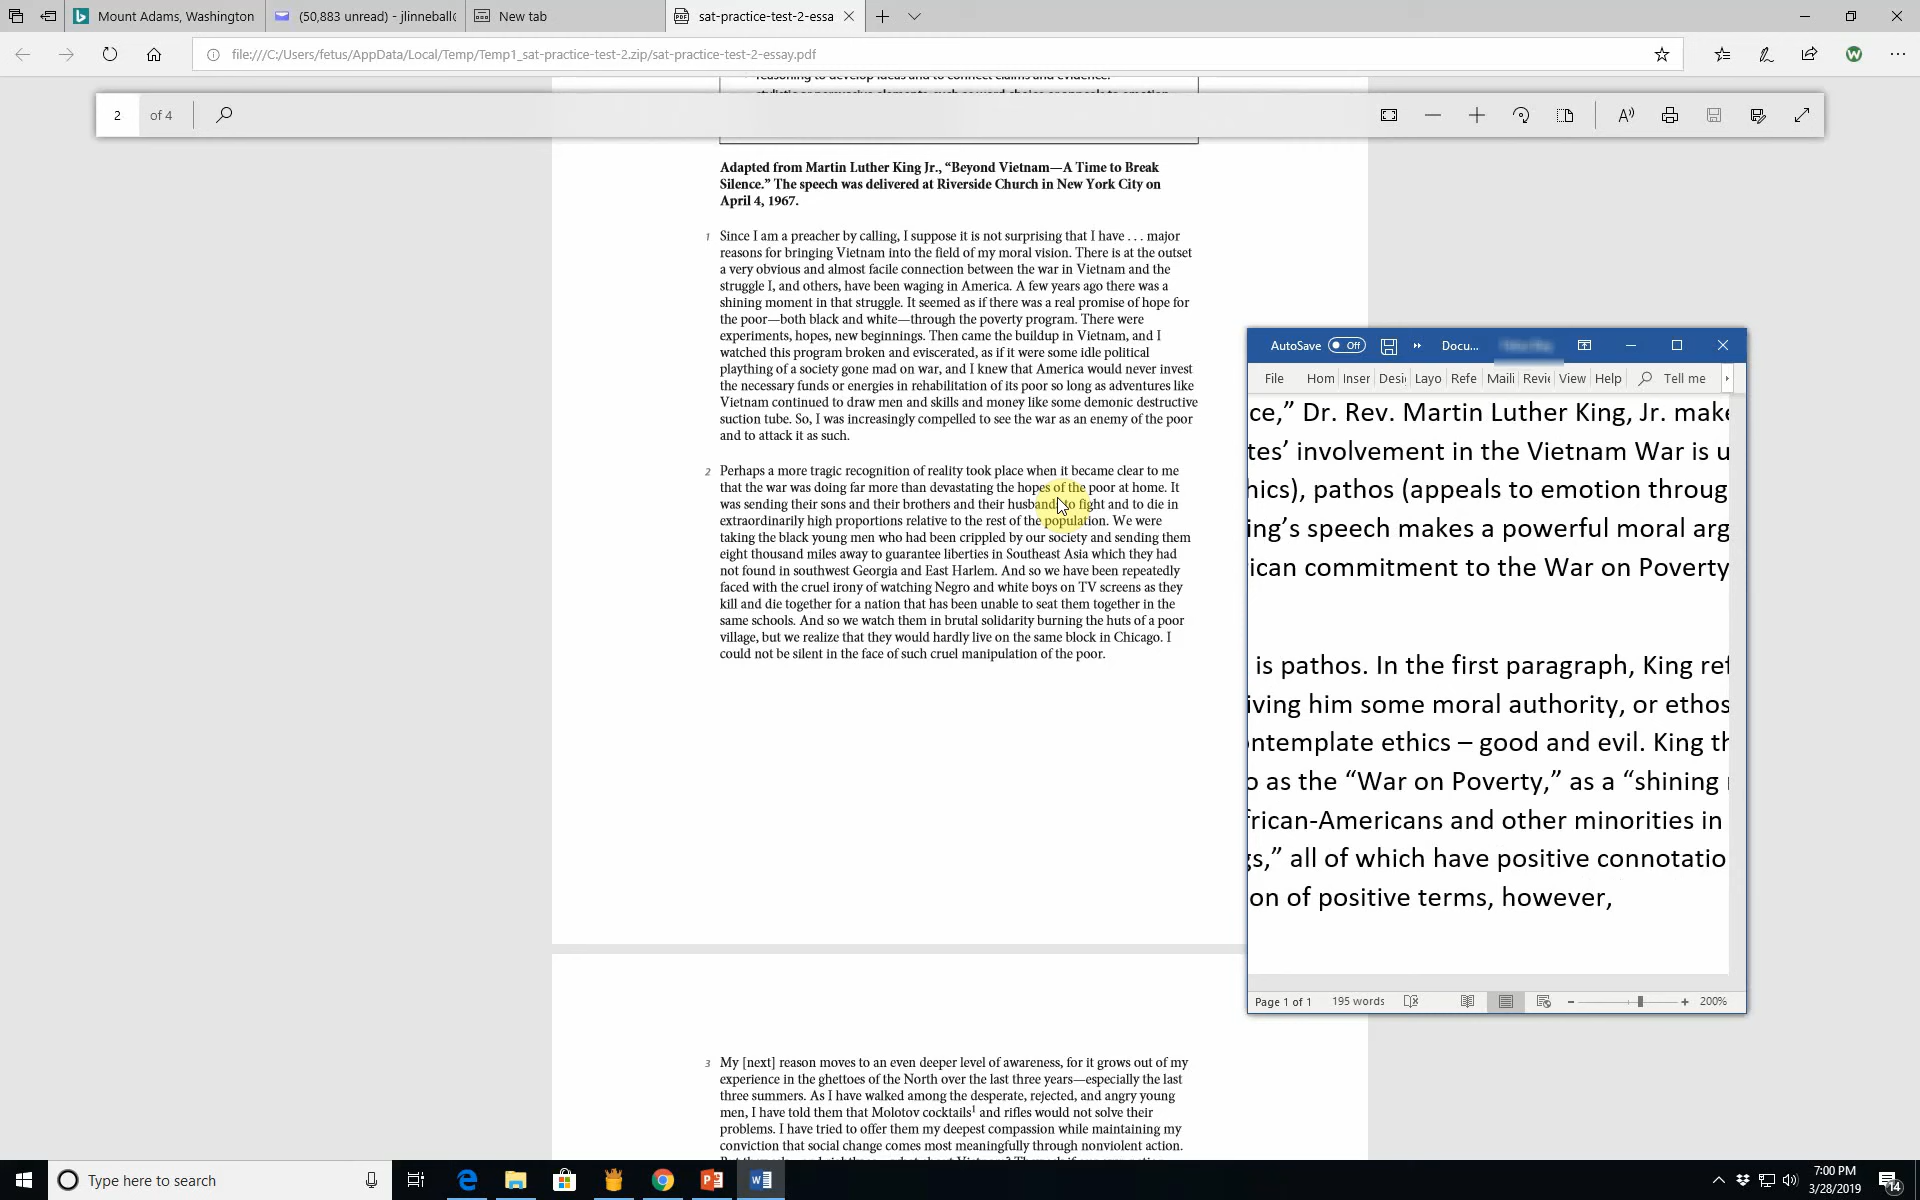 Mount Adams, Washington
(50,883 unread) - jlinneball
New tab
sat-practice-test-2-essa
file:///C:/Users/fetus/AppData/Local/Temp/Temp1_sat-practice-test-2.zip/sat-practice-test-2-essay.pdf
reasoning to develop ideas and to connect claims and evidence.
stylistic or persuasive elements, such as word choice or appeals to emotion,
2 of 4
Adapted from Martin Luther King Jr., “Beyond Vietnam—A Time to Break
Silence.” The speech was delivered at Riverside Church in New York City on
April 4, 1967.
1 Since I am a preacher by calling, I suppose it is not surprising that I have . . . major
reasons for bringing Vietnam into the field of my moral vision. There is at the outset
a very obvious and almost facile connection between the war in Vietnam and the
struggle I, and others, have been waging in America. A few years ago there was a
shining moment in that struggle. It seemed as if there was a real promise of hope for
the poor—both black and white—through the poverty program. There were
experiments, hopes, new beginnings. Then came the buildup in Vietnam, and I
watched this program broken and eviscerated, as if it were some idle political
plaything of a society gone mad on war, and I knew that America would never invest
the necessary funds or energies in rehabilitation of its poor so long as adventures like
Vietnam continued to draw men and skills and money like some demonic destructive
suction tube. So, I was increasingly compelled to see the war as an enemy of the poor
and to attack it as such.
2 Perhaps a more tragic recognition of reality took place when it became clear to me
that the war was doing far more than devastating the hopes of the poor at home. It
was sending their sons and their brothers and their husbands to fight and to die in
extraordinarily high proportions relative to the rest of the population. We were
taking the black young men who had been crippled by our society and sending them
eight thousand miles away to guarantee liberties in Southeast Asia which they had
not found in southwest Georgia and East Harlem. And so we have been repeatedly
faced with the cruel irony of watching Negro and white boys on TV screens as they
kill and die together for a nation that has been unable to seat them together in the
same schools. And so we watch them in brutal solidarity burning the huts of a poor
village, but we realize that they would hardly live on the same block in Chicago. I
could not be silent in the face of such cruel manipulation of the poor.
3 My [next] reason moves to an even deeper level of awareness, for it grows out of my
experience in the ghettoes of the North over the last three years—especially the last
three summers. As I have walked among the desperate, rejected, and angry young
men, I have told them that Molotov cocktails1 and rifles would not solve their
problems. I have tried to offer them my deepest compassion while maintaining my
conviction that social change comes most meaningfully through nonviolent action.
AutoSave Off Docu...
File Hom Inser Desi Layo Refe Maili Revie View Help Tell me
ce,” Dr. Rev. Martin Luther King, Jr. make
tes’ involvement in the Vietnam War is u
hics), pathos (appeals to emotion throug
ing’s speech makes a powerful moral arg
ican commitment to the War on Poverty
is pathos. In the first paragraph, King ref
iving him some moral authority, or ethos
ontemplate ethics – good and evil. King th
o as the “War on Poverty,” as a “shining
frican-Americans and other minorities in
gs,” all of which have positive connotatio
on of positive terms, however,
Page 1 of 1 195 words 200%
Type here to search
7:00 PM
3/28/2019
14